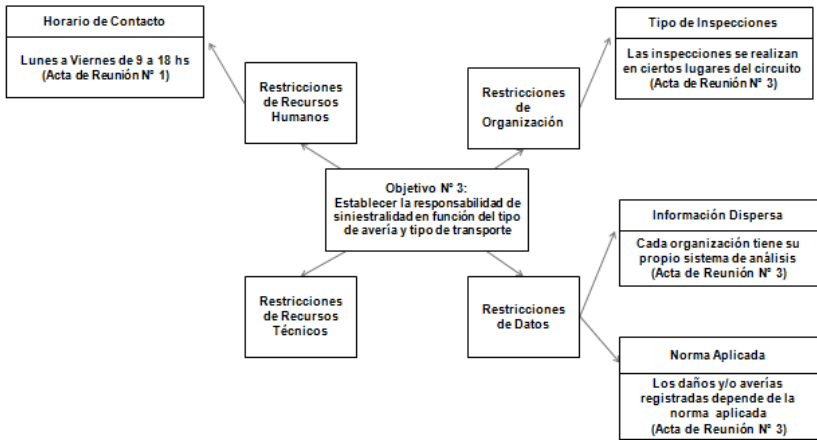 Horario de Contacto
Lunes a Viernes de 9 a 18 hs
(Acta de Reunión N° 1)
Tipo de Inspecciones
Las inspecciones se realizan
en ciertos lugares del circuito
(Acta de Reunión N° 3)
Restricciones
de Recursos
Humanos
Restricciones
de
Organización
Objetivo N° 3:
Establecer la responsabilidad de
siniestralidad en función del tipo
de avería y tipo de transporte
Restricciones
de Recursos
Técnicos
Restricciones
de Datos
Información Dispersa
Cada organización tiene su
propio sistema de análisis
(Acta de Reunión N° 3)
Norma Aplicada
Los daños y/o averías
registradas depende de la
norma aplicada
(Acta de Reunión N° 3)